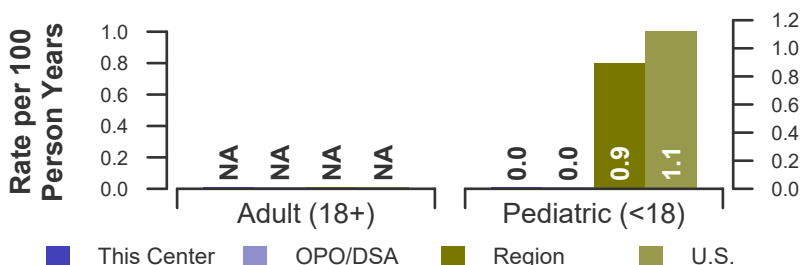 Rate per 100
Person Years
1.0
0.8
0.6
0.4
0.2
0.0
NA
NA
NA
NA
0.0
0.0
0.9
1.1
1.2
1.0
0.8
0.6
0.4
0.2
0.0
Adult (18+)
Pediatric (<18)
This Center
OPO/DSA
Region
U.S.